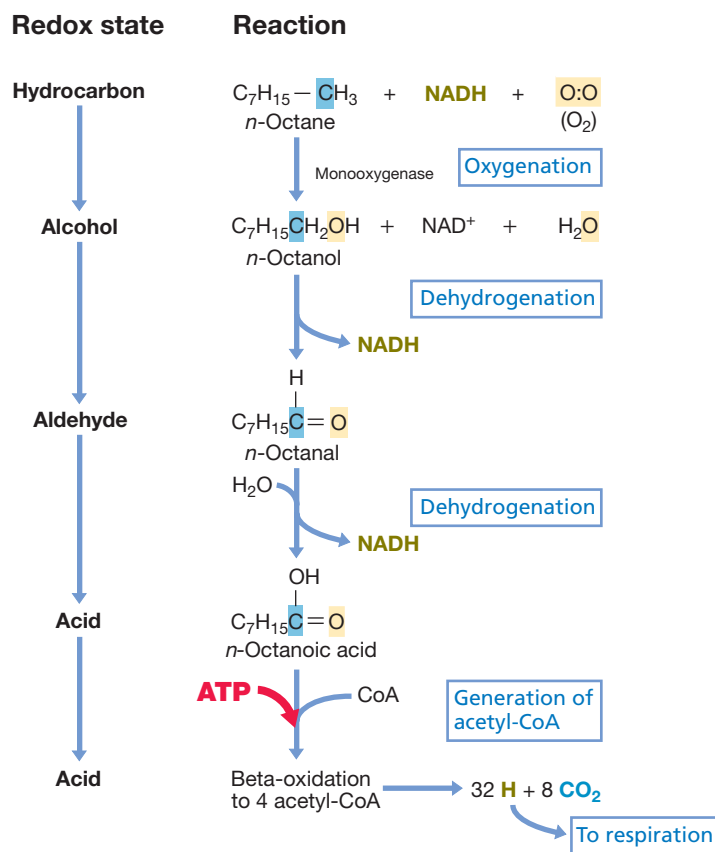 Redox state Reaction
Hydrocarbon C₇H₁₅ — CH₃ + NADH + O:O
n-Octane (O₂)
Monooxygenase Oxygenation
Alcohol C₇H₁₅CH₂OH + NAD⁺ + H₂O
n-Octanol
Dehydrogenation
NADH
H
Aldehyde C₇H₁₅C=O
n-Octanal
H₂O
Dehydrogenation
NADH
OH
Acid C₇H₁₅C=O
n-Octanoic acid
ATP CoA Generation of
acetyl-CoA
Acid Beta-oxidation
to 4 acetyl-CoA 32 H + 8 CO₂
To respiration